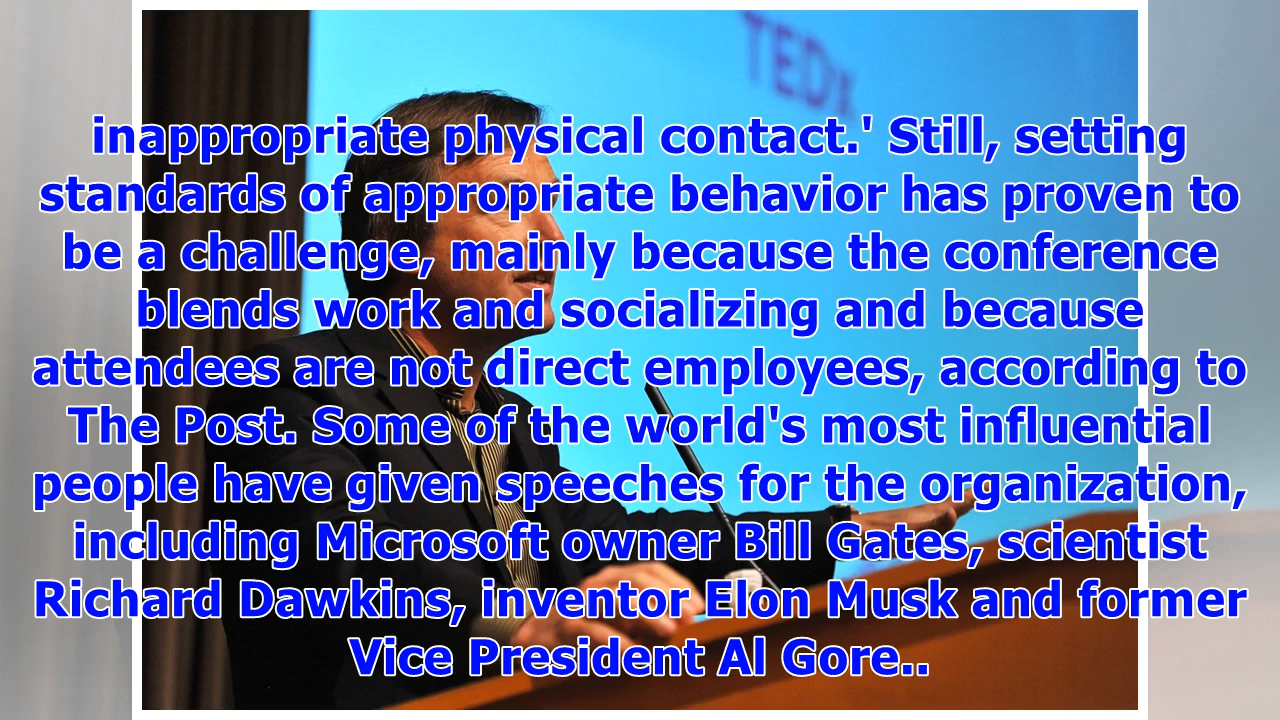 TEDx
inappropriate physical contact.' Still, setting
standards of appropriate behavior has proven to
be a challenge, mainly because the conference
blends work and socializing and because
attendees are not direct employees, according to
The Post. Some of the world's most influential
people have given speeches for the organization,
including Microsoft owner Bill Gates, scientist
Richard Dawkins, inventor Elon Musk and former
Vice President Al Gore..